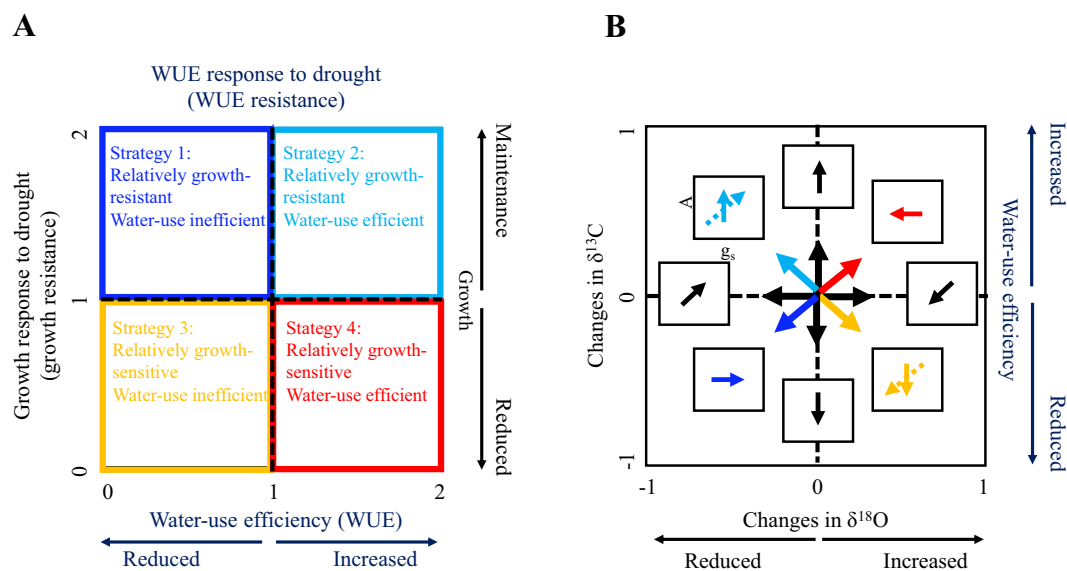 A
WUE response to drought
(WUE resistance)
Growth response to drought
(growth resistance)
2
1
0
Strategy 1:
Relatively growth-
resistant
Water-use inefficient
Strategy 2:
Relatively growth-
resistant
Water-use efficient
Strategy 3:
Relatively growth-
sensitive
Water-use inefficient
Stategy 4:
Relatively growth-
sensitive
Water-use efficient
Maintenance
Growth
Reduced
0
1
2
Water-use efficiency (WUE)
Reduced
Increased
B
Changes in δ¹³C
1
0
-1
A
gₛ
Increased
Water-use efficiency
Reduced
-1
0
1
Changes in δ¹⁸O
Reduced
Increased